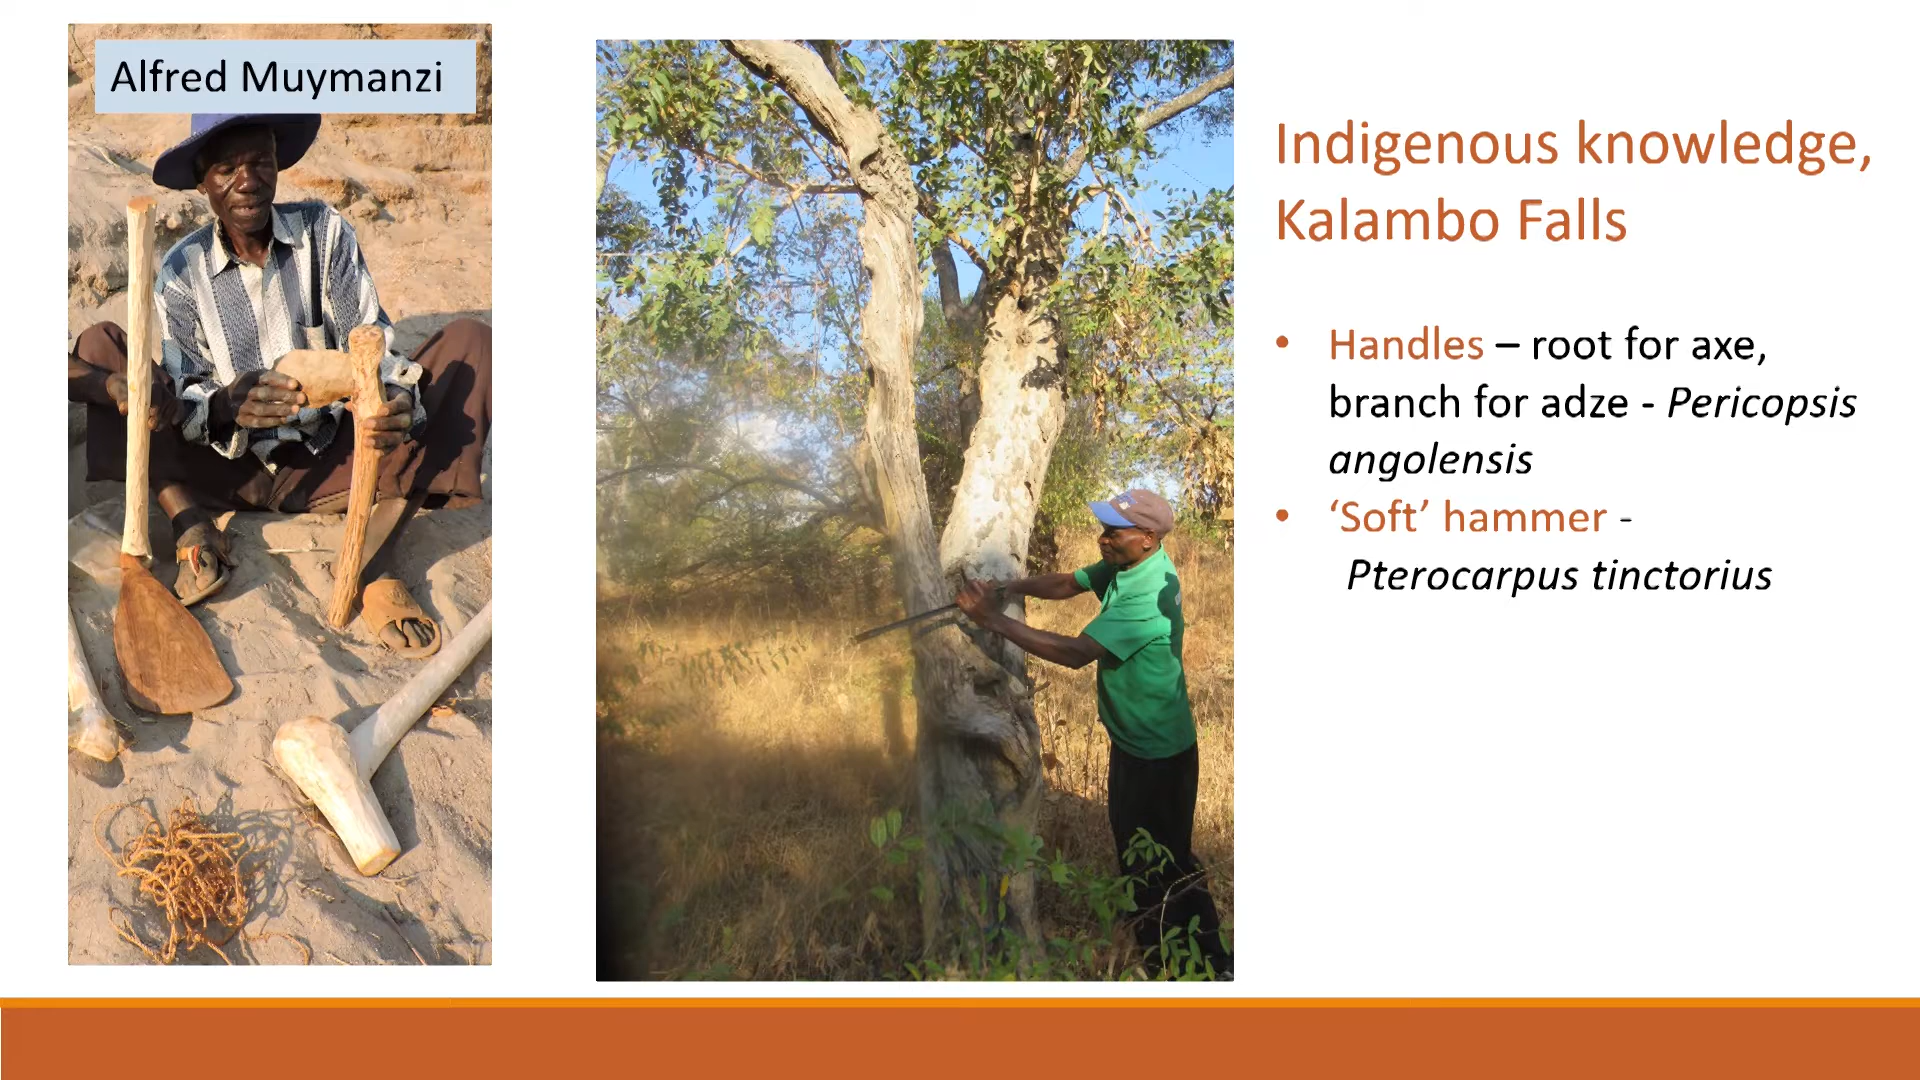 Alfred Muymanzi
Indigenous knowledge,
Kalambo Falls
• Handles – root for axe,
branch for adze - Pericopsis
angolensis
• ‘Soft’ hammer -
Pterocarpus tinctorius